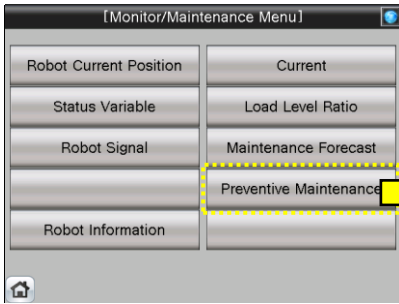 [Monitor/Maintenance Menu]
Robot Current Position
Current
Status Variable
Load Level Ratio
Robot Signal
Maintenance Forecast
Preventive Maintenance
Robot Information